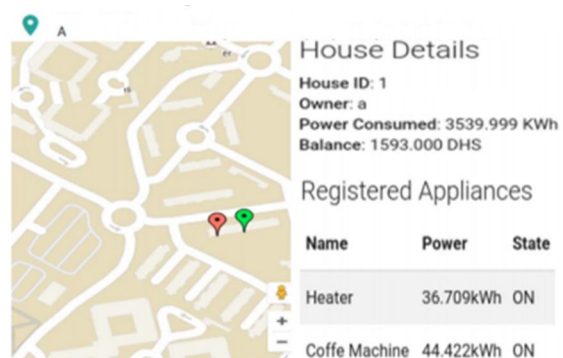 A
House Details
House ID: 1
Owner: a
Power Consumed: 3539.999 KWh
Balance: 1593.000 DHS
Registered Appliances
Name Power State
Heater 36.709kWh ON
Coffe Machine 44.422kWh ON